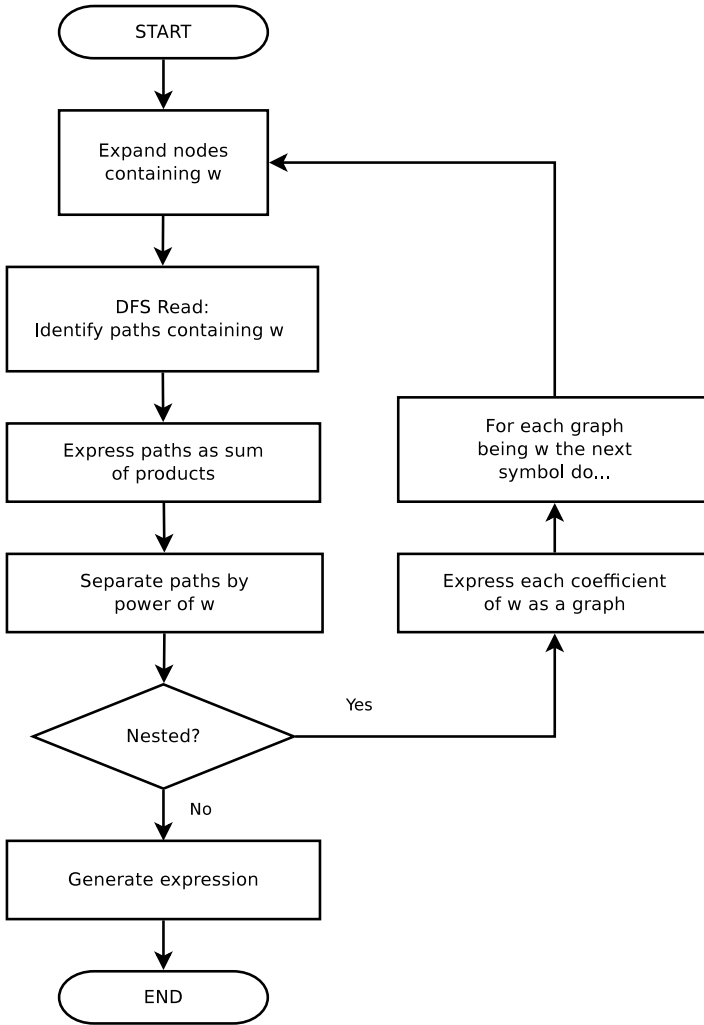 START
Expand nodes
containing w
DFS Read:
Identify paths containing w
Express paths as sum
of products
Separate paths by
power of w
Nested?
Yes
No
Generate expression
END
Express each coefficient
of w as a graph
For each graph
being w the next
symbol do...